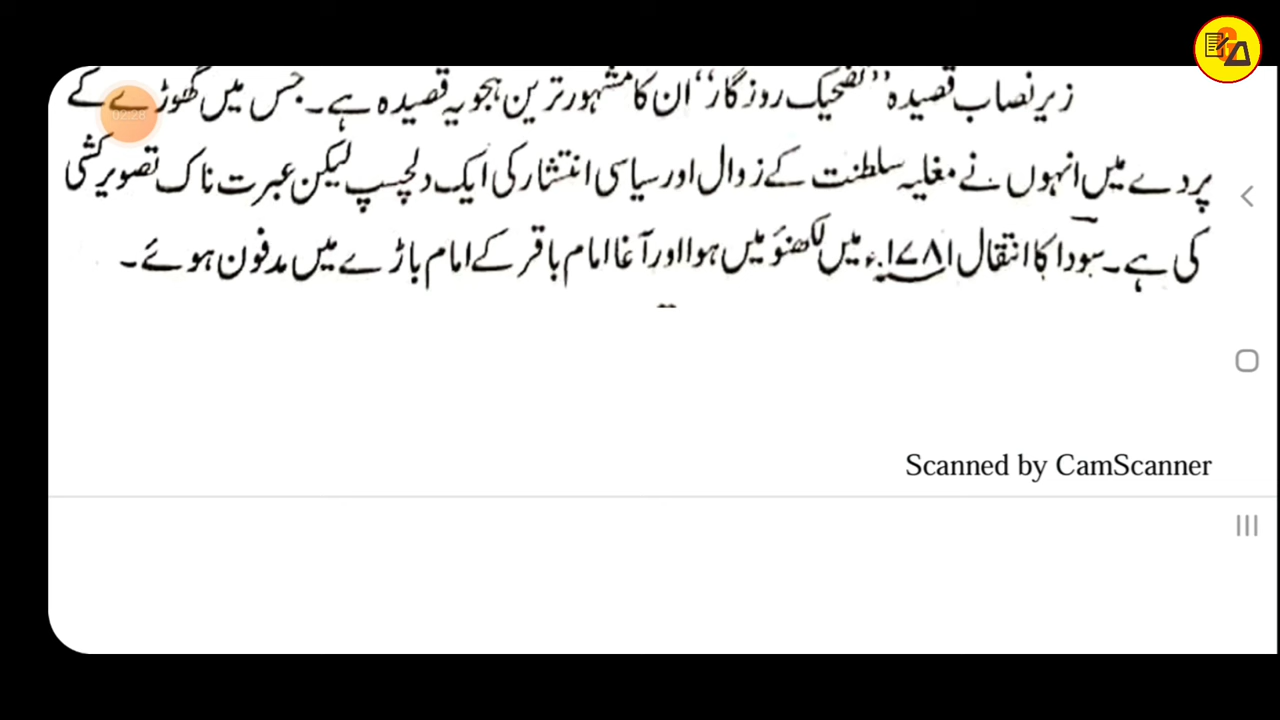 زیر نصاب قصیدہ ’’تضحیک روزگار‘‘ ان کا مشہور ترین ہجویہ قصیدہ ہے۔ جس میں گھوڑے کے
02:28
پردے میں انہوں نے مغلیہ سلطنت کے زوال اور سیاسی انتشار کی ایک دلچسپ لیکن عبرت ناک تصویر کشی
کی ہے۔ سودا کا انتقال ۱۷۸۱ء میں لکھنؤ میں ہوا اور آغا امام باقر کے امام باڑے میں مدفون ہوئے۔
Scanned by CamScanner